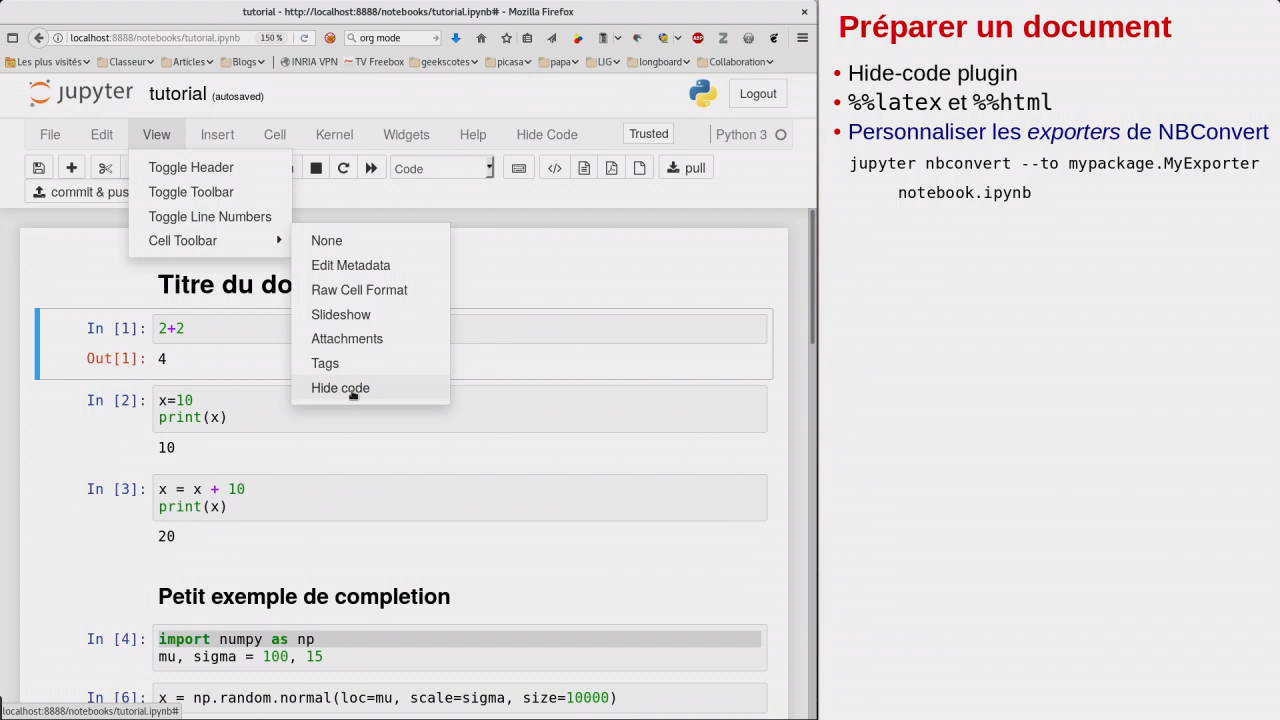 tutorial - http://localhost:8888/notebooks/tutorial.ipynb# - Mozilla Firefox
localhost:8888/notebooks/tutorial.ipynb 150% org mode
Les plus visités Classeur Articles Blogs INRIA VPN TV Freebox geekscotes picasa papa LIG longboard Collaboration
jupyter tutorial (autosaved) Logout
File Edit View Insert Cell Kernel Widgets Help Hide Code Trusted Python 3
Code pull
commit & pus
Toggle Header
Toggle Toolbar
Toggle Line Numbers
Cell Toolbar
None
Edit Metadata
Raw Cell Format
Slideshow
Attachments
Tags
Hide code
Titre du do
In [1]: 2+2
Out[1]: 4
In [2]: x=10
print(x)
10
In [3]: x = x + 10
print(x)
20
Petit exemple de completion
In [4]: import numpy as np
mu, sigma = 100, 15
In [6]: x = np.random.normal(loc=mu, scale=sigma, size=10000)
localhost:8888/notebooks/tutorial.ipynb#
Préparer un document
• Hide-code plugin
• %%latex et %%html
• Personnaliser les exporters de NBConvert
jupyter nbconvert --to mypackage.MyExporter
notebook.ipynb